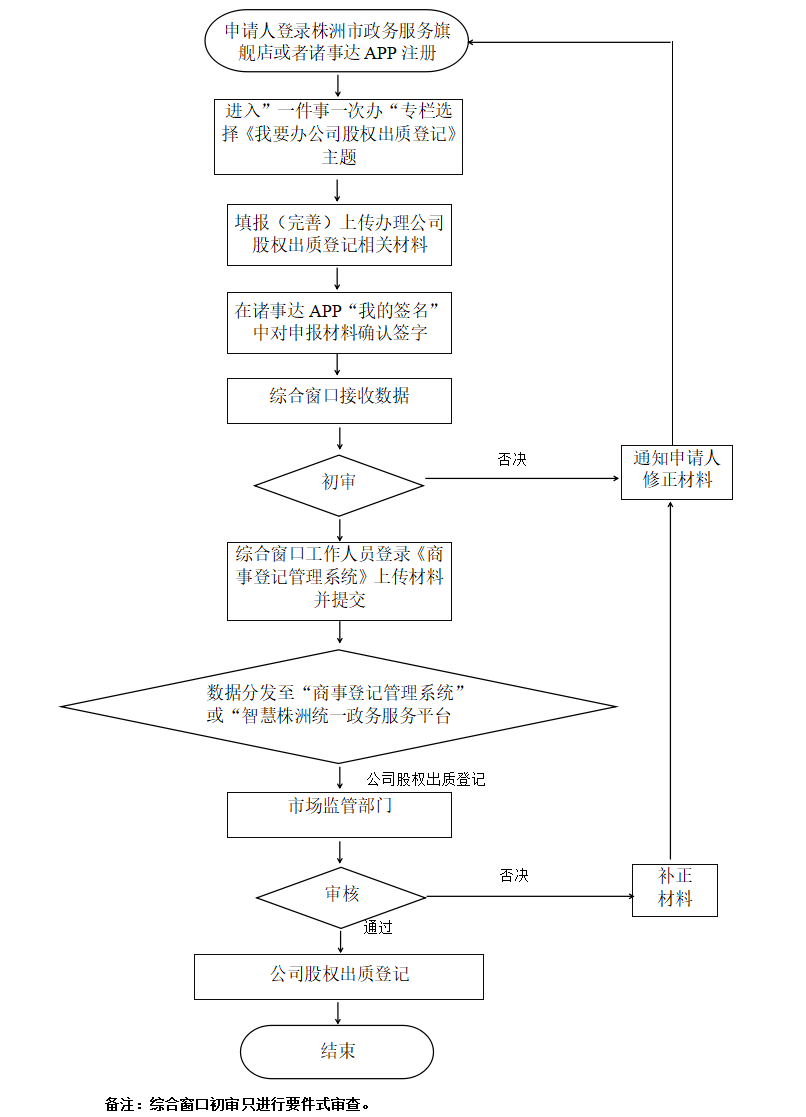 申请人登录株洲市政务服务旗
舰店或者诸事达 APP 注册
进入”一件事一次办“专栏选
择《我要办公司股权出质登记》
主题
填报（完善）上传办理公司
股权出质登记相关材料
在诸事达 APP“我的签名”
中对申报材料确认签字
综合窗口接收数据
初审
否决
通知申请人
修正材料
综合窗口工作人员登录《商
事登记管理系统》上传材料
并提交
数据分发至“商事登记管理系统”
或“智慧株洲统一政务服务平台
公司股权出质登记
市场监管部门
审核
否决
补正
材料
通过
公司股权出质登记
结束
备注：综合窗口初审只进行要件式审查。